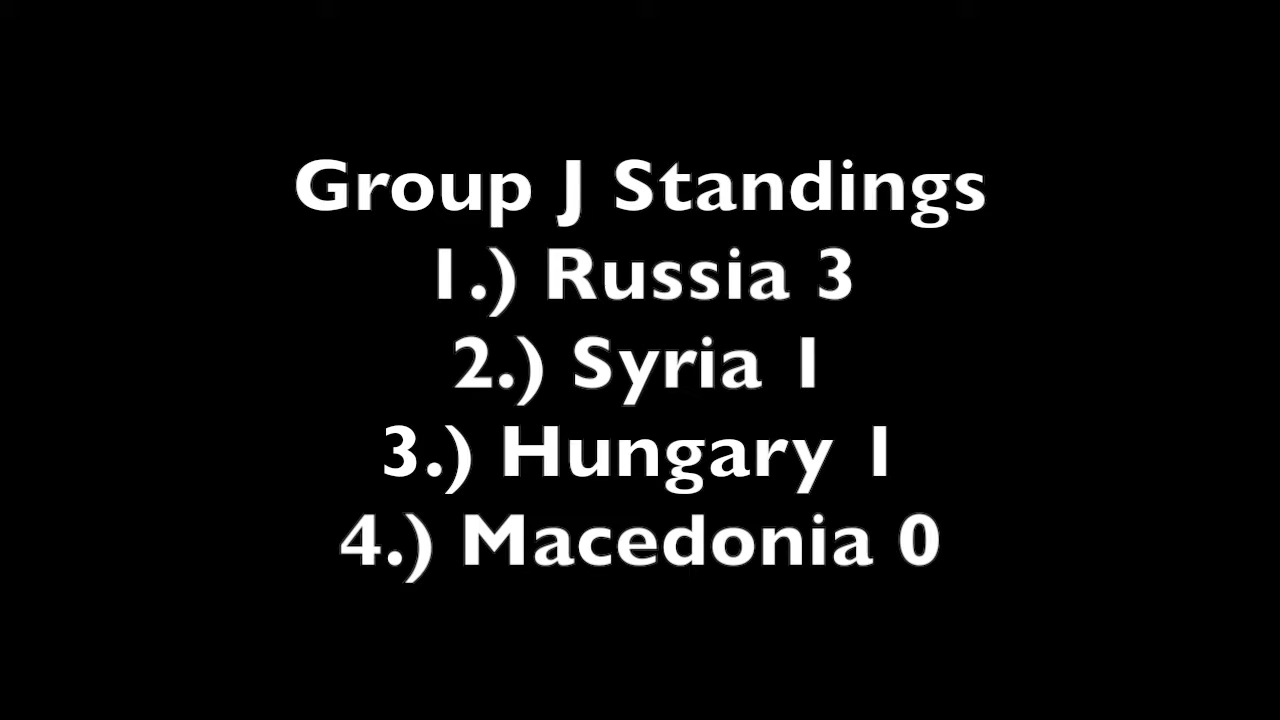 Group J Standings
1.) Russia 3
2.) Syria 1
3.) Hungary 1
4.) Macedonia 0